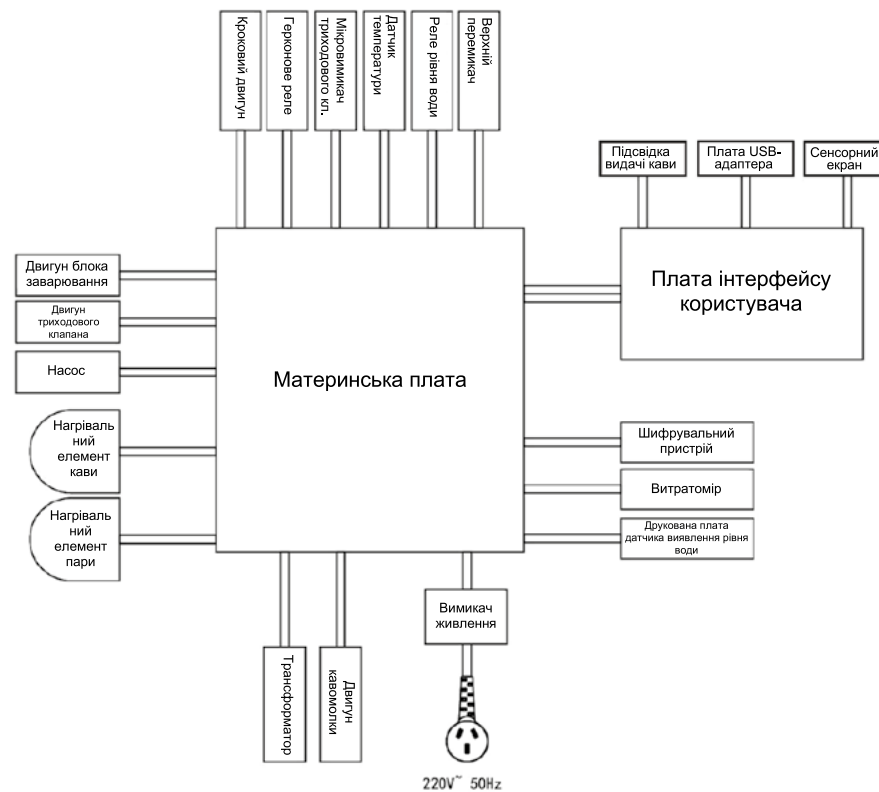 Кроковий двигун
Герконове реле
Мікровимикач
триходового кл.
Датчик
температури
Реле рівня води
Верхній
перемикач
Підсвідка
видачі кави
Плата USB-
адаптера
Сенсорний
екран
Плата інтерфейсу
користувача
Двигун блока
заварювання
Двигун
триходового
клапана
Насос
Нагріваль
ний
елемент
кави
Нагріваль
ний
елемент
пари
Материнська плата
Шифрувальний
пристрій
Витратомір
Друкована плата
датчика виявлення рівня
води
Трансформатор
Двигун
кавомолки
Вимикач
живлення
220V~ 50Hz